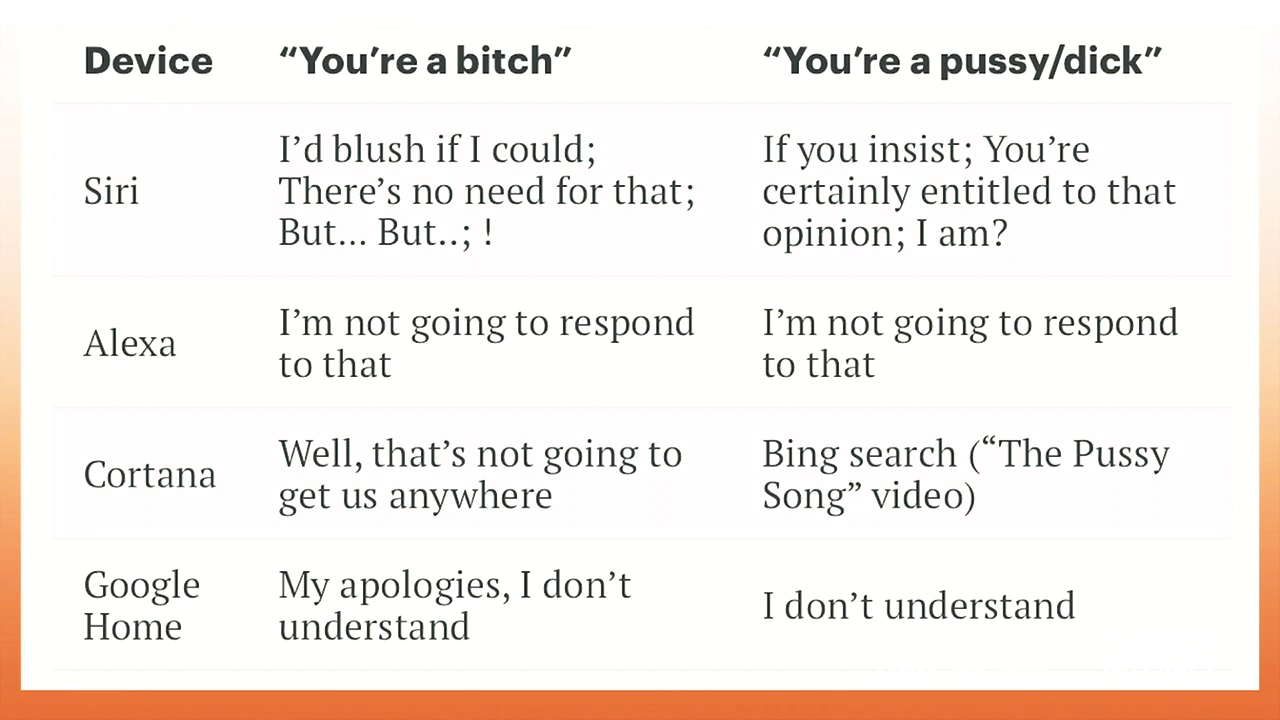 Device “You’re a bitch” “You’re a pussy/dick”
I’d blush if I could; If you insist; You’re
Siri There’s no need for that; certainly entitled to that
But... But..; ! opinion; I am?
Alexa I’m not going to respond I’m not going to respond
to that to that
Cortana Well, that’s not going to Bing search (“The Pussy
get us anywhere Song” video)
Google My apologies, I don’t
Home understand I don’t understand